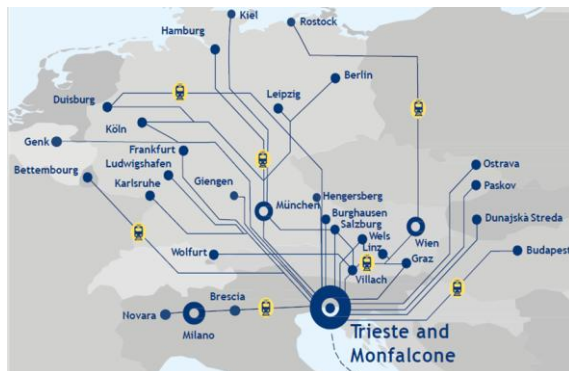 Kiel
Rostock
Hamburg
Berlin
Leipzig
Duisburg
Köln
Genk
Frankfurt
Ostrava
Bettembourg
Ludwigshafen
Karlsruhe
Giengen
Paskov
Hengersberg
München
Burghausen
Salzburg
Dunajskà Streda
Wels
Linz
Wien
Wolfurt
Graz
Budapest
Villach
Brescia
Novara
Milano
Trieste and
Monfalcone